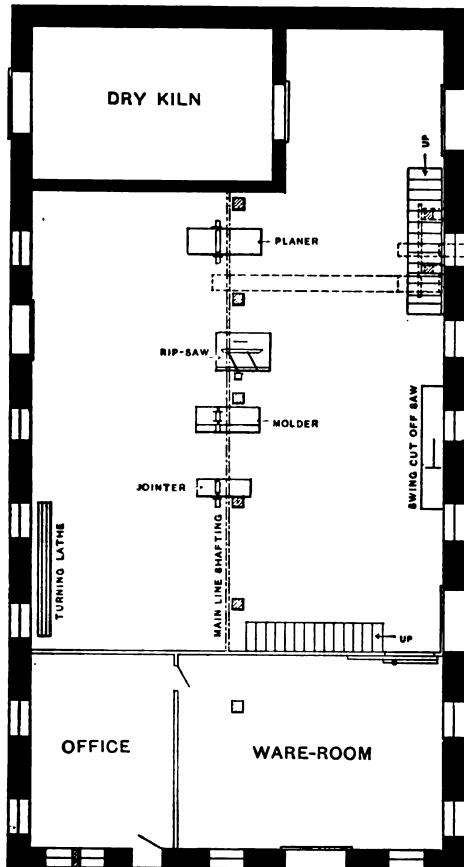 DRY KILN
UP
PLANER
RIP-SAW
MOLDER
SWING CUT OFF SAW
JOINTER
TURNING LATHE
MAIN LINE SHAFTING
UP
OFFICE
WARE-ROOM